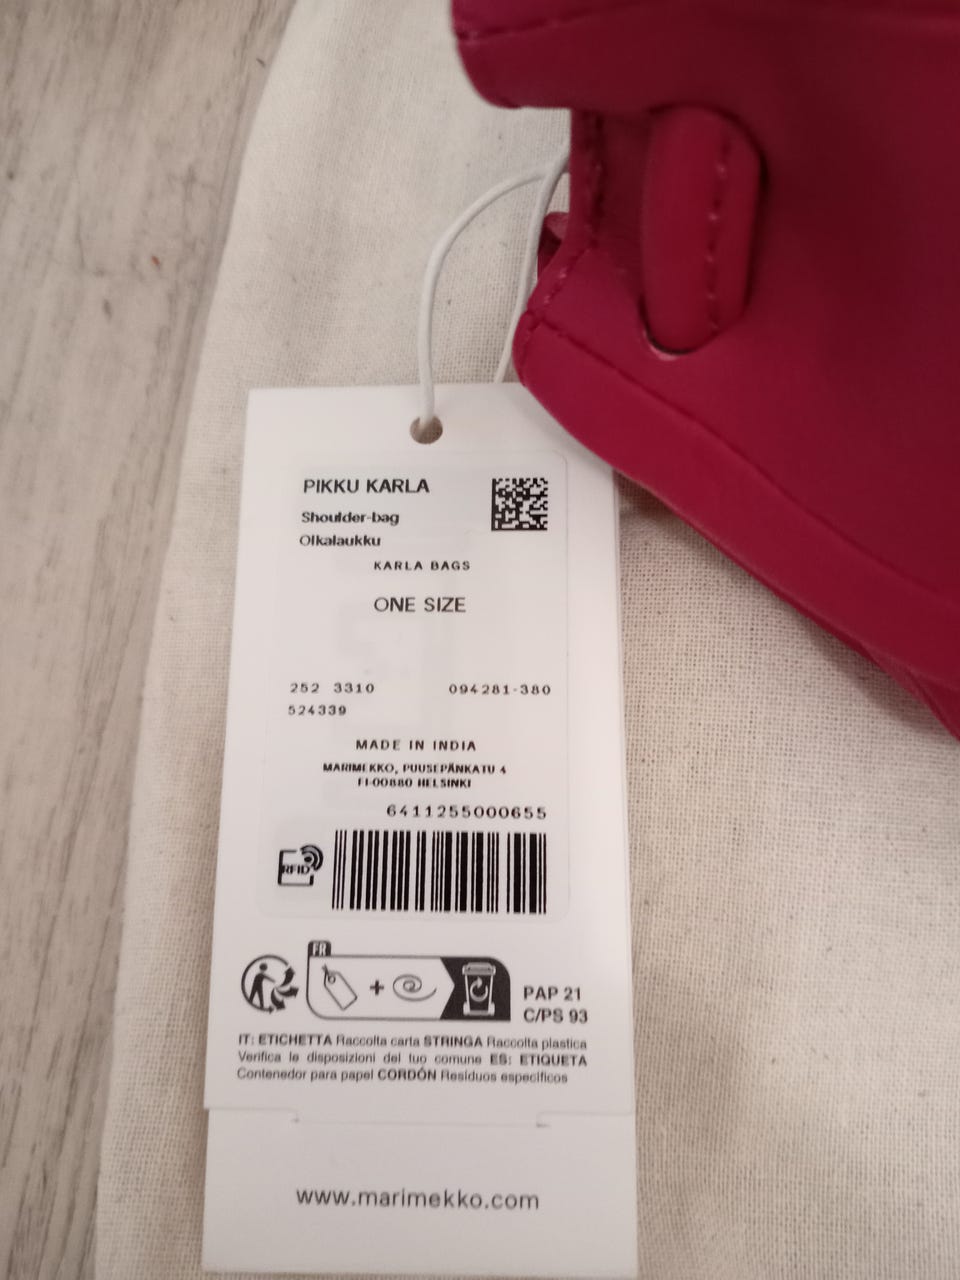 PIKKU KARLA
Shoulder-bag
Olkalaukku
KARLA BAGS
ONE SIZE
252 3310 094281-380
524339
MADE IN INDIA
MARIMEKKO, PUUSEPÄNKATU 4
FI-00880 HELSINKI
6411255000655
RFID
FR
+
PAP 21
C/PS 93
IT: ETICHETTA Raccolta carta STRINGA Raccolta plastica
Verifica le disposizioni del tuo comune ES: ETIQUETA
Contenedor para papel CORDÓN Residuos específicos
www.marimekko.com